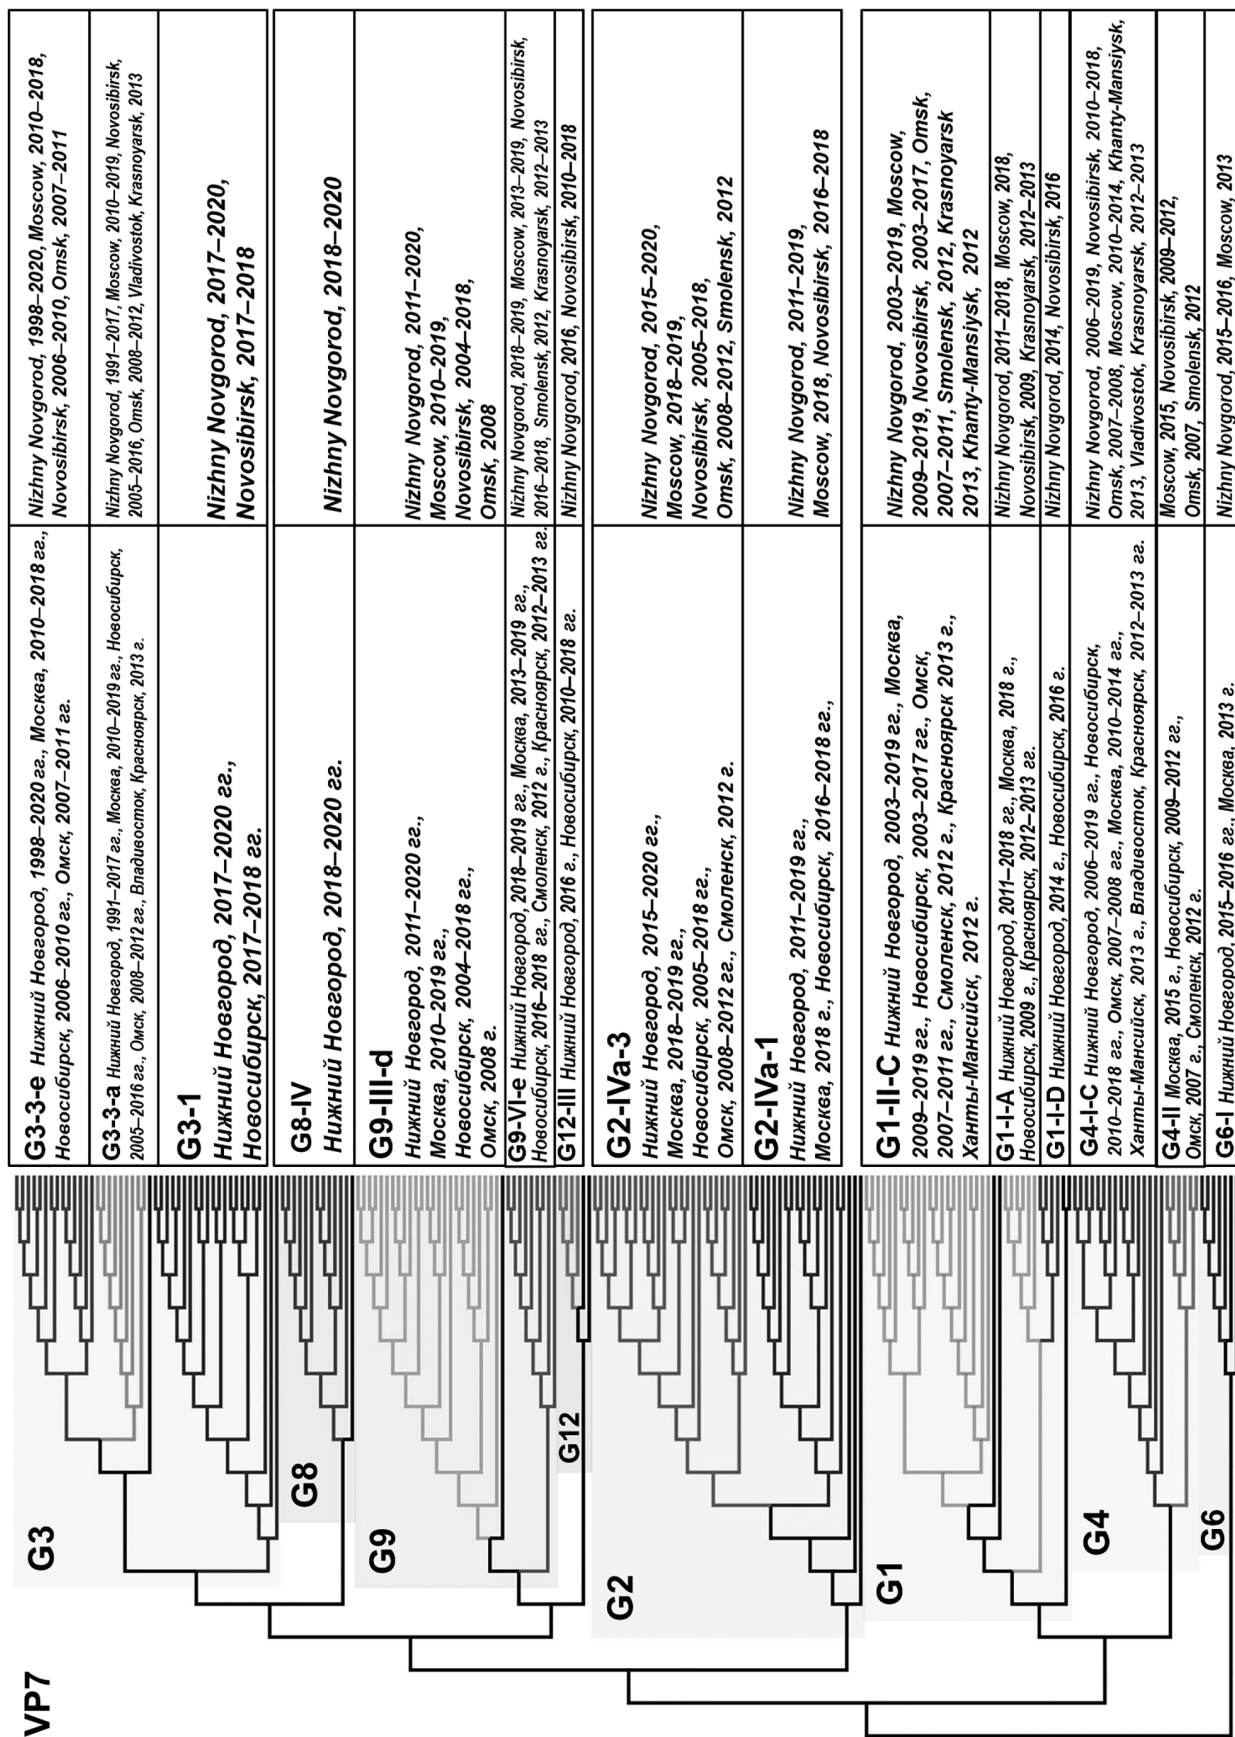 VP7
G3
G8
G9
G12
G2
G1
G4
G6
G3-3-e Нижний Новгород, 1998–2020 гг., Москва, 2010–2018 гг.,
Новосибирск, 2006–2010 гг., Омск, 2007–2011 гг.
Nizhny Novgorod, 1998–2020, Moscow, 2010–2018,
Novosibirsk, 2006–2010, Omsk, 2007–2011
G3-3-a Нижний Новгород, 1991–2017 гг., Москва, 2010–2019 гг., Новосибирск,
2005–2016 гг., Омск, 2008–2012 гг., Владивосток, Красноярск, 2013 г.
Nizhny Novgorod, 1991–2017, Moscow, 2010–2019, Novosibirsk,
2005–2016, Omsk, 2008–2012, Vladivostok, Krasnoyarsk, 2013
G3-1
Нижний Новгород, 2017–2020 гг.,
Новосибирск, 2017–2018 гг.
Nizhny Novgorod, 2017–2020,
Novosibirsk, 2017–2018
G8-IV
Нижний Новгород, 2018–2020 гг.
Nizhny Novgorod, 2018–2020
G9-III-d
Нижний Новгород, 2011–2020 гг.,
Москва, 2010–2019 гг.,
Новосибирск, 2004–2018 гг.,
Омск, 2008 г.
Nizhny Novgorod, 2011–2020,
Moscow, 2010–2019,
Novosibirsk, 2004–2018,
Omsk, 2008
G9-VI-e Нижний Новгород, 2018–2019 гг., Москва, 2013–2019 гг.,
Новосибирск, 2016–2018 гг., Смоленск, 2012 г., Красноярск, 2012–2013 гг.
Nizhny Novgorod, 2018–2019, Moscow, 2013–2019, Novosibirsk,
2016–2018, Smolensk, 2012, Krasnoyarsk, 2012–2013
G12-III Нижний Новгород, 2016 г., Новосибирск, 2010–2018 гг.
Nizhny Novgorod, 2016, Novosibirsk, 2010–2018
G2-IVa-3
Нижний Новгород, 2015–2020 гг.,
Москва, 2018–2019 гг.,
Новосибирск, 2005–2018 гг.,
Омск, 2008–2012 гг., Смоленск, 2012 г.
Nizhny Novgorod, 2015–2020,
Moscow, 2018–2019,
Novosibirsk, 2005–2018,
Omsk, 2008–2012, Smolensk, 2012
G2-IVa-1
Нижний Новгород, 2011–2019 гг.,
Москва, 2018 г., Новосибирск, 2016–2018 гг.,
Nizhny Novgorod, 2011–2019,
Moscow, 2018, Novosibirsk, 2016–2018
G1-II-C Нижний Новгород, 2003–2019 гг., Москва,
2009–2019 гг., Новосибирск, 2003–2017 гг., Омск,
2007–2011 гг., Смоленск, 2012 г., Красноярск 2013 г.,
Ханты-Мансийск, 2012 г.
Nizhny Novgorod, 2003–2019, Moscow,
2009–2019, Novosibirsk, 2003–2017, Omsk,
2007–2011, Smolensk, 2012, Krasnoyarsk
2013, Khanty-Mansiysk, 2012
G1-I-A Нижний Новгород, 2011–2018 гг., Москва, 2018 г.,
Новосибирск, 2009 г., Красноярск, 2012–2013 гг.
Nizhny Novgorod, 2011–2018, Moscow, 2018,
Novosibirsk, 2009, Krasnoyarsk, 2012–2013
G1-I-D Нижний Новгород, 2014 г., Новосибирск, 2016 г.
Nizhny Novgorod, 2014, Novosibirsk, 2016
G4-I-C Нижний Новгород, 2006–2019 гг., Новосибирск,
2010–2018 гг., Омск, 2007–2008 гг., Москва, 2010–2014 гг.,
Ханты-Мансийск, 2013 г., Владивосток, Красноярск, 2012–2013 гг.
Nizhny Novgorod, 2006–2019, Novosibirsk, 2010–2018,
Omsk, 2007–2008, Moscow, 2010–2014, Khanty-Mansiysk,
2013, Vladivostok, Krasnoyarsk, 2012–2013
G4-II Москва, 2015 г., Новосибирск, 2009–2012 гг.,
Омск, 2007 г., Смоленск, 2012 г.
Moscow, 2015, Novosibirsk, 2009–2012,
Omsk, 2007, Smolensk, 2012
G6-I Нижний Новгород, 2015–2016 гг., Москва, 2013 г.
Nizhny Novgorod, 2015–2016, Moscow, 2013